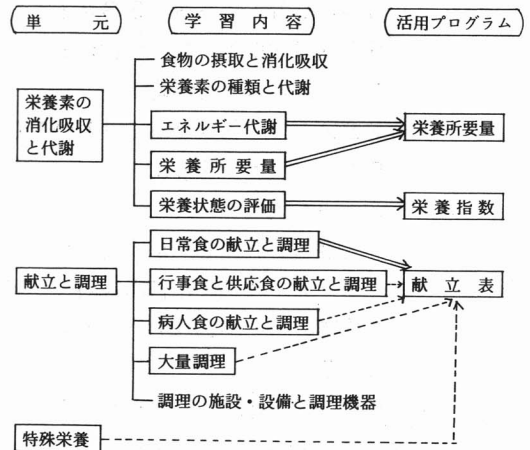 単 元
学 習 内 容
活用プログラム
食物の摂取と消化吸収
栄養素の種類と代謝
栄養素の
消化吸収
と代謝
エネルギー代謝
栄養所要量
栄 養 所 要 量
栄養状態の評価
栄 養 指 数
日常食の献立と調理
献立と調理
行事食と供応食の献立と調理
献 立 表
病人食の献立と調理
大量調理
調理の施設・設備と調理機器
特殊栄養